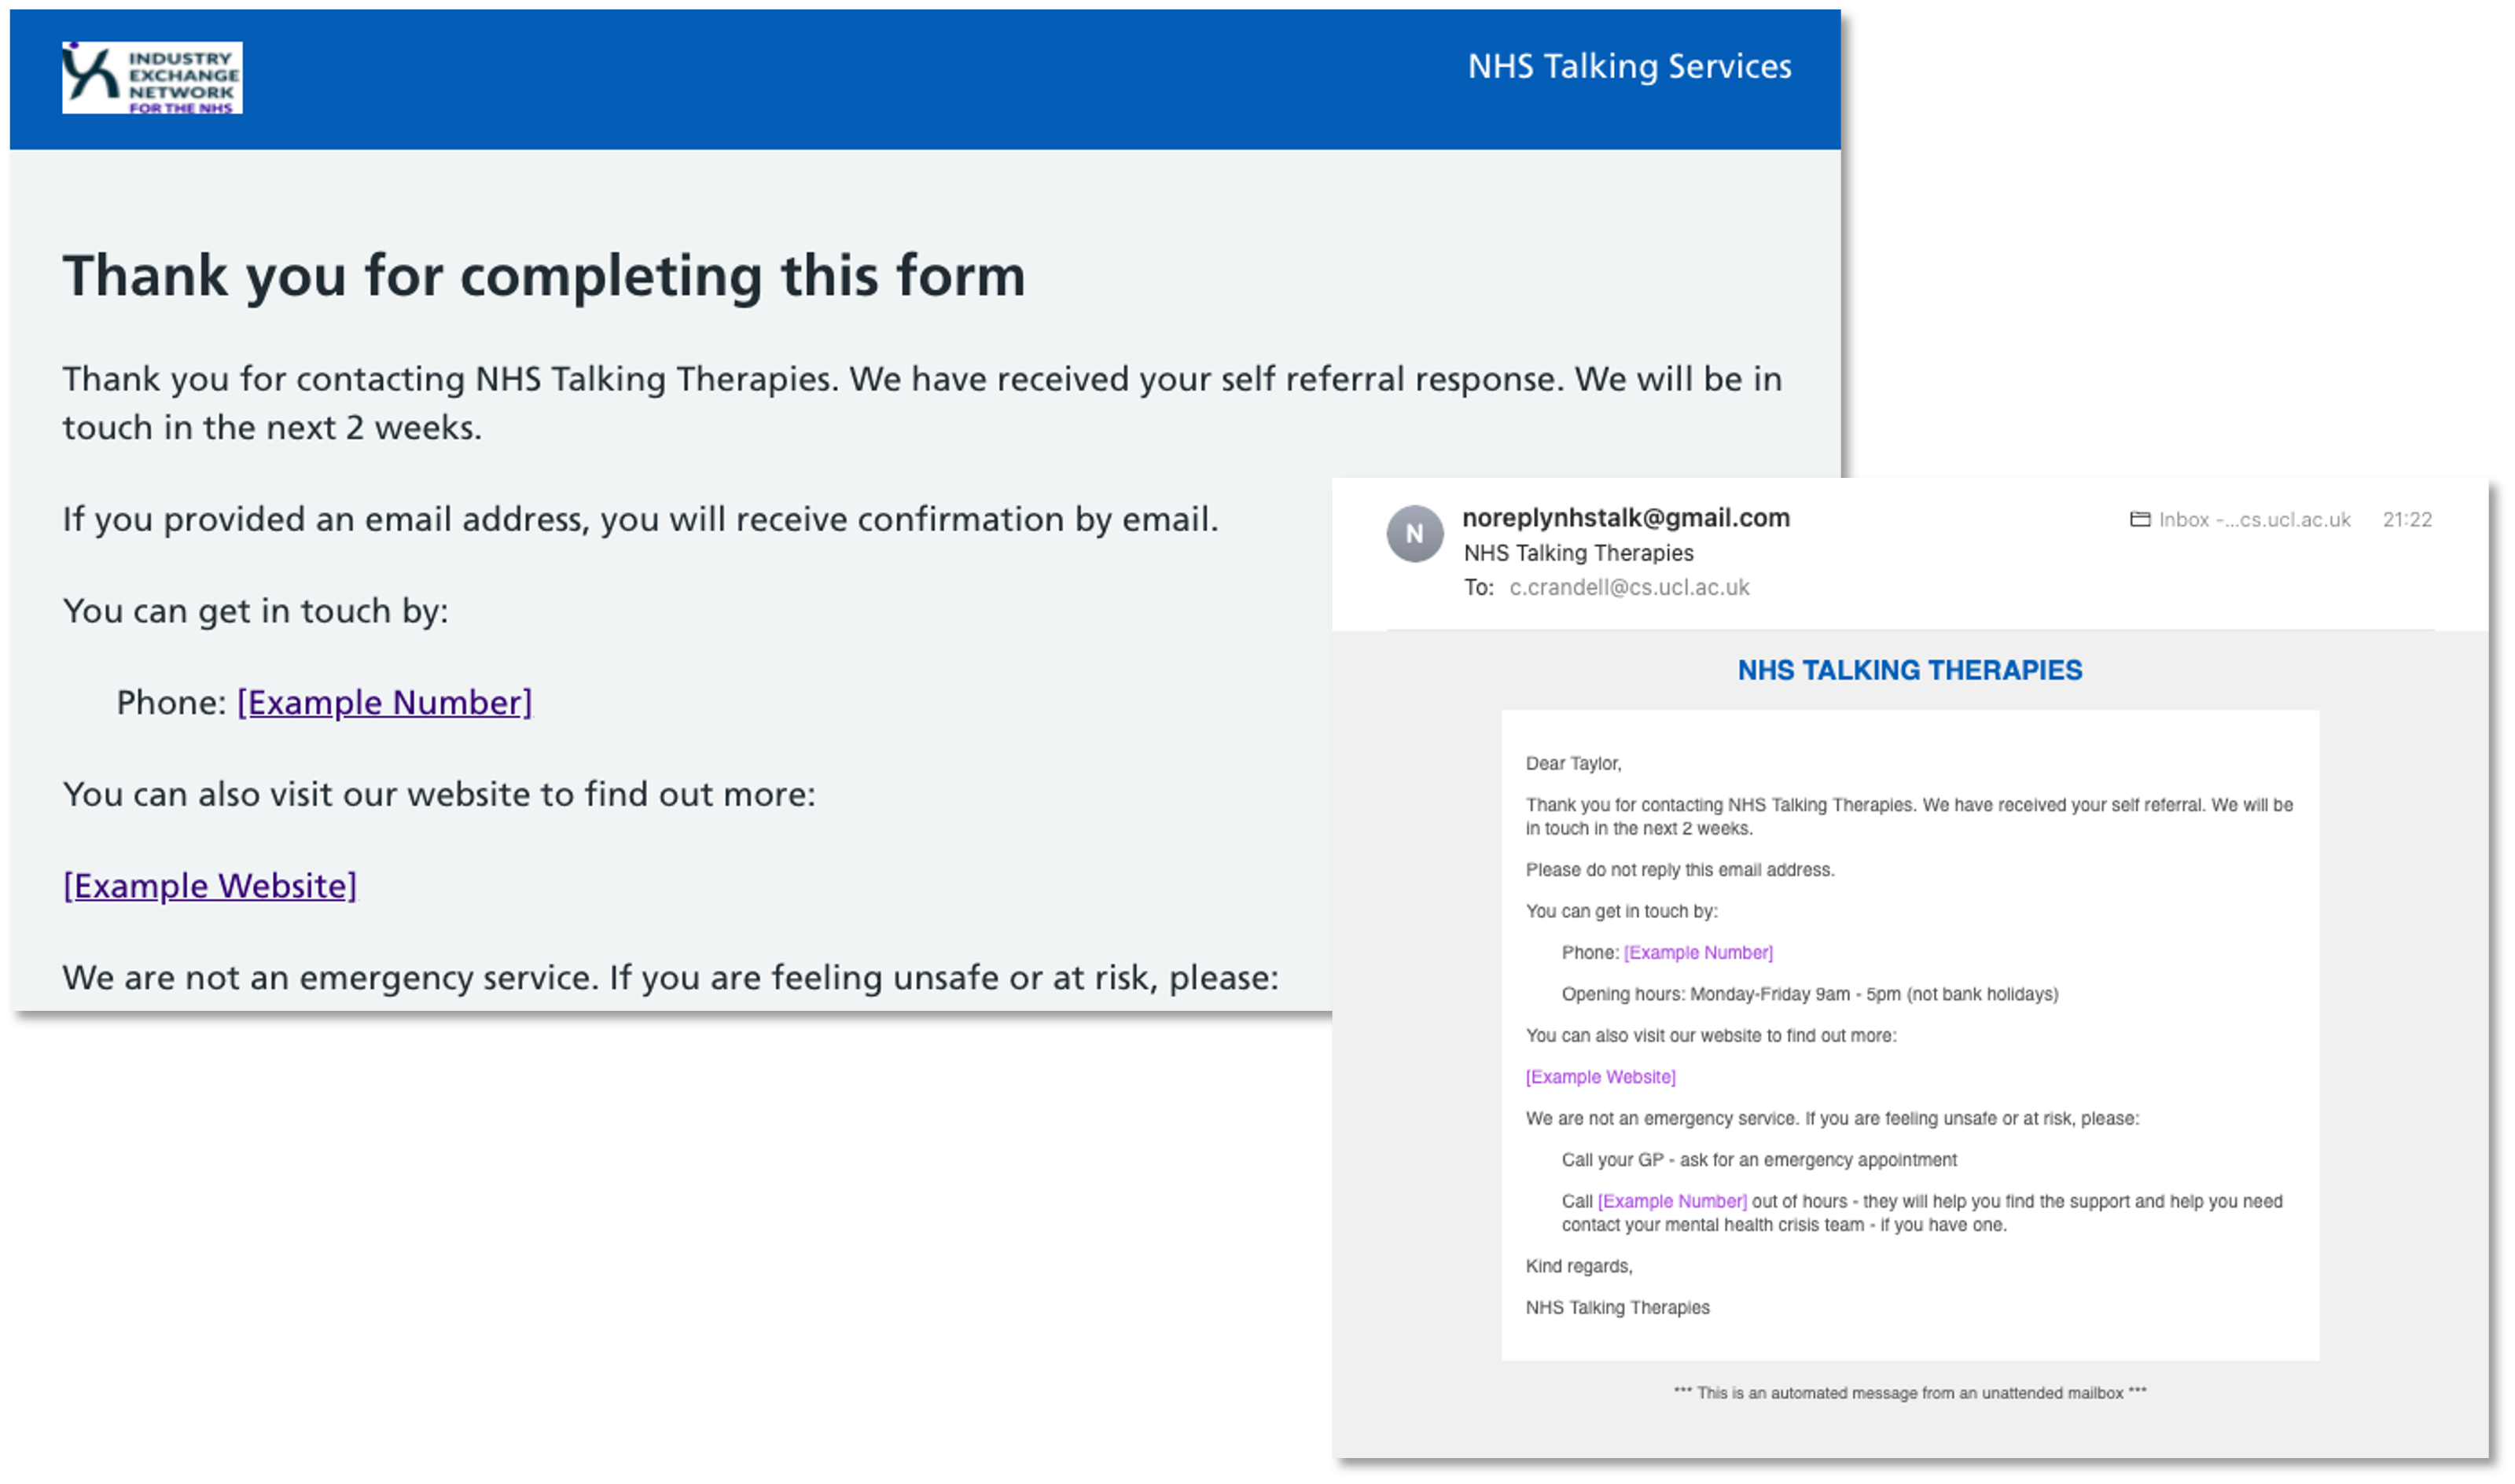 INDUSTRY
EXCHANGE
NETWORK
FOR THE NHS
NHS Talking Services
Thank you for completing this form
Thank you for contacting NHS Talking Therapies. We have received your self referral response. We will be in
touch in the next 2 weeks.
If you provided an email address, you will receive confirmation by email.
You can get in touch by:
Phone: [Example Number]
You can also visit our website to find out more:
[Example Website]
We are not an emergency service. If you are feeling unsafe or at risk, please:
N
noreplynhstalk@gmail.com
Inbox -...cs.ucl.ac.uk 21:22
NHS Talking Therapies
To: c.crandell@cs.ucl.ac.uk
NHS TALKING THERAPIES
Dear Taylor,
Thank you for contacting NHS Talking Therapies. We have received your self referral. We will be
in touch in the next 2 weeks.
Please do not reply this email address.
You can get in touch by:
Phone: [Example Number]
Opening hours: Monday-Friday 9am - 5pm (not bank holidays)
You can also visit our website to find out more:
[Example Website]
We are not an emergency service. If you are feeling unsafe or at risk, please:
Call your GP - ask for an emergency appointment
Call [Example Number] out of hours - they will help you find the support and help you need
contact your mental health crisis team - if you have one.
Kind regards,
NHS Talking Therapies
*** This is an automated message from an unattended mailbox ***